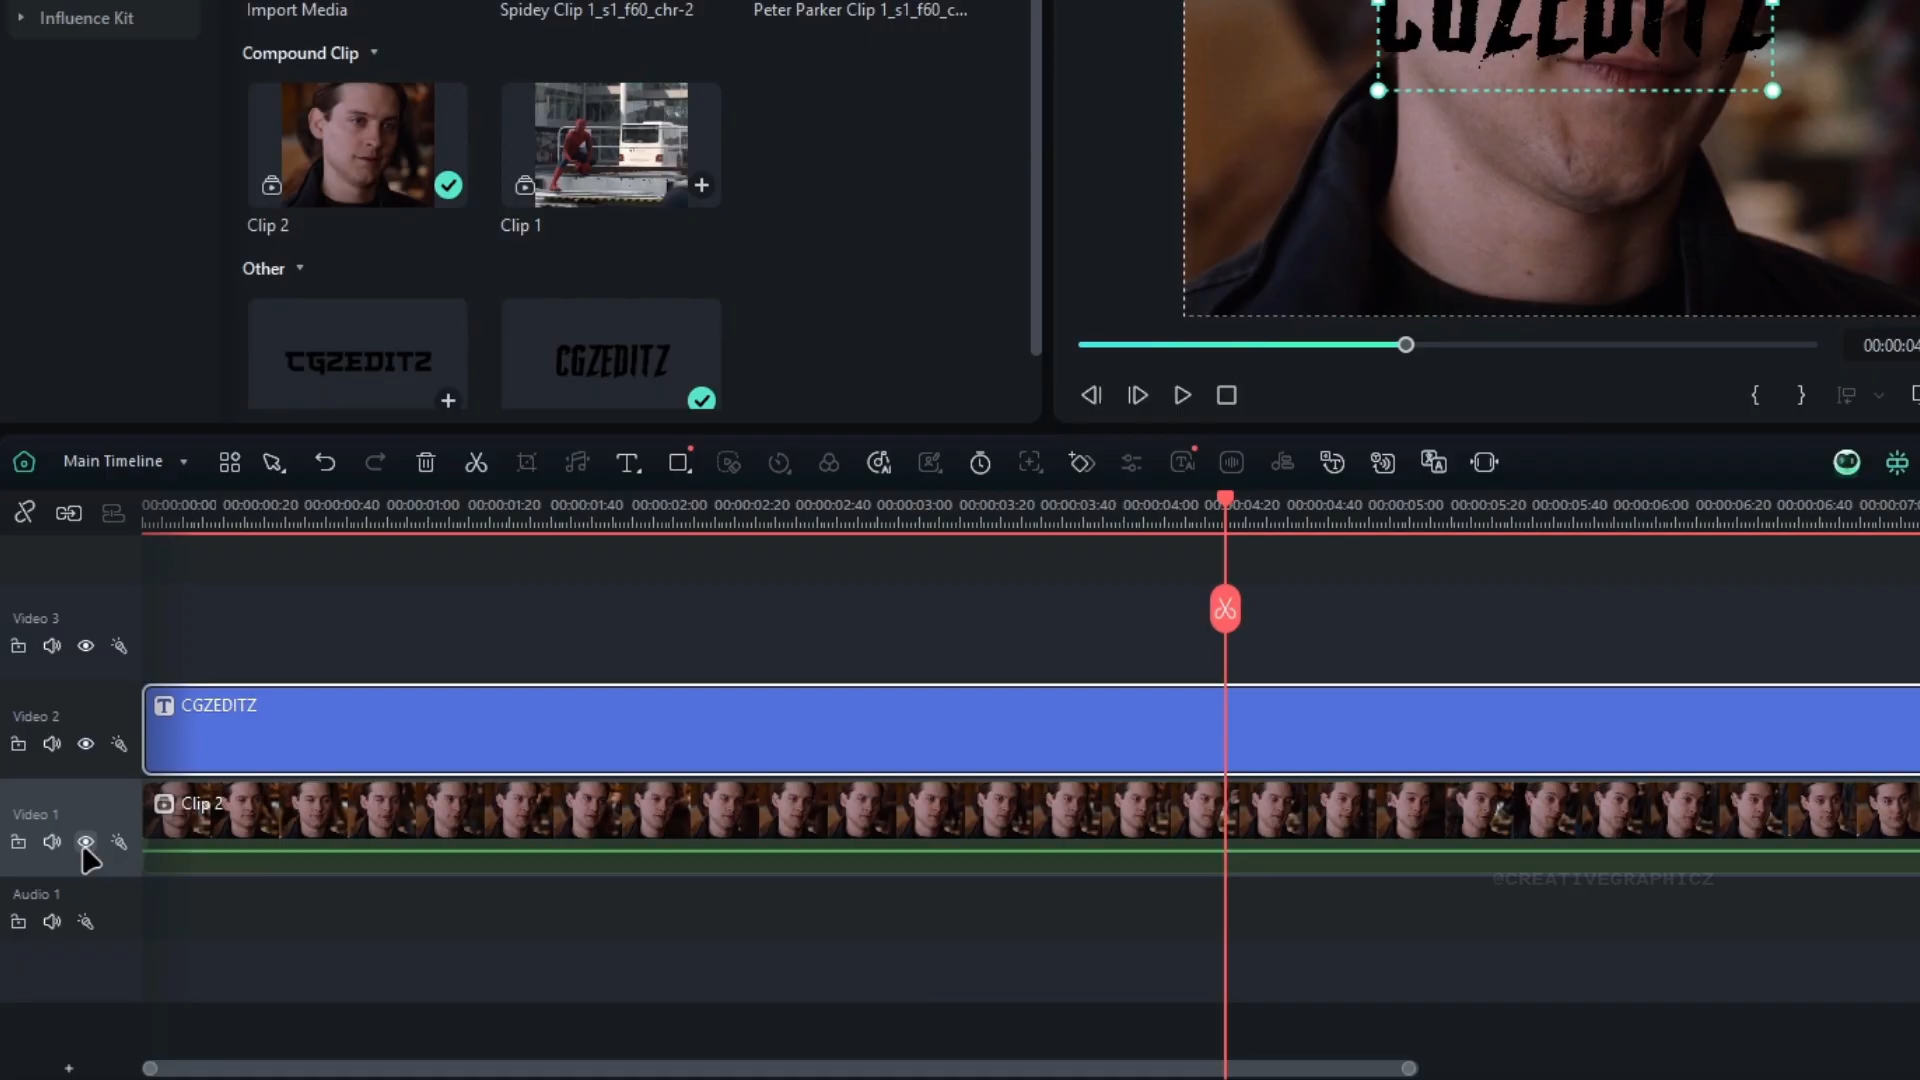 Influence Kit
Import Media
Spidey Clip 1_s1_f60_chr-2
Peter Parker Clip 1_s1_f60_c...
CGZEDITZ
Compound Clip
Clip 2
Clip 1
Other
CGZEDITZ
CGZEDITZ
00:00:04
Main Timeline
00:00:00:00 00:00:00:20 00:00:00:40 00:00:01:00 00:00:01:20 00:00:01:40 00:00:02:00 00:00:02:20 00:00:02:40 00:00:03:00 00:00:03:20 00:00:03:40 00:00:04:00 00:00:04:20 00:00:04:40 00:00:05:00 00:00:05:20 00:00:05:40 00:00:06:00 00:00:06:20 00:00:06:40 00:00:07:0
Video 3
CGZEDITZ
Video 2
Clip 2
Video 1
@CREATIVEGRAPHICZ
Audio 1